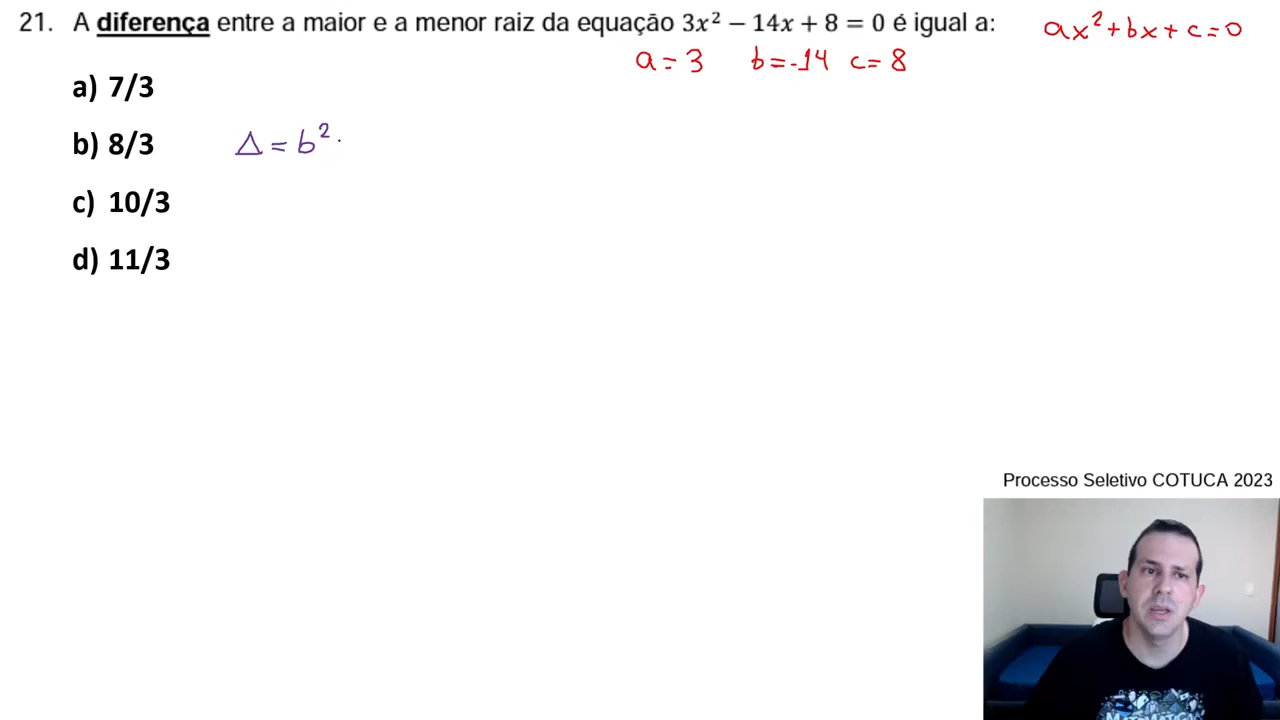 21. A diferença entre a maior e a menor raiz da equação 3x² − 14x + 8 = 0 é igual a:
ax²+bx+c=0
a=3 b=-14 c=8
a) 7/3
b) 8/3
Δ=b²·
c) 10/3
d) 11/3
Processo Seletivo COTUCA 2023